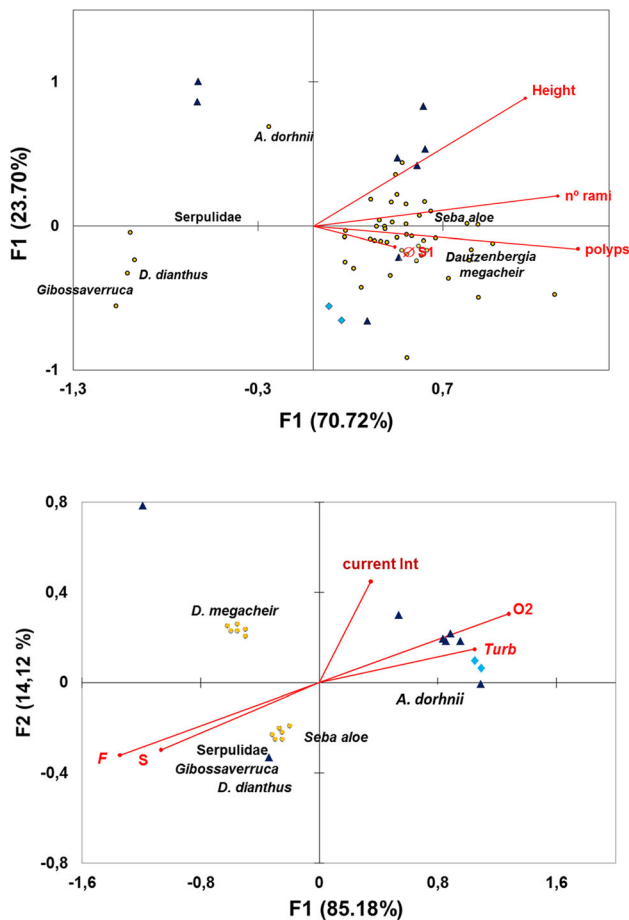 1
Height
A. dorhnii
F1 (23.70%)
nº rami
Serpulidae
Seba aloe
0
polyps
S1
Dautzenbergia
megacheir
D. dianthus
Gibossaverruca
-1
-1,3
-0,3
0,7
F1 (70.72%)
0,8
current Int
0,4
O2
D. megacheir
Turb
F2 (14,12 %)
0
A. dorhnii
F
S
Serpulidae
Seba aloe
Gibossaverruca
-0,4
D. dianthus
-0,8
-1,6
-0,8
0
0,8
1,6
F1 (85.18%)